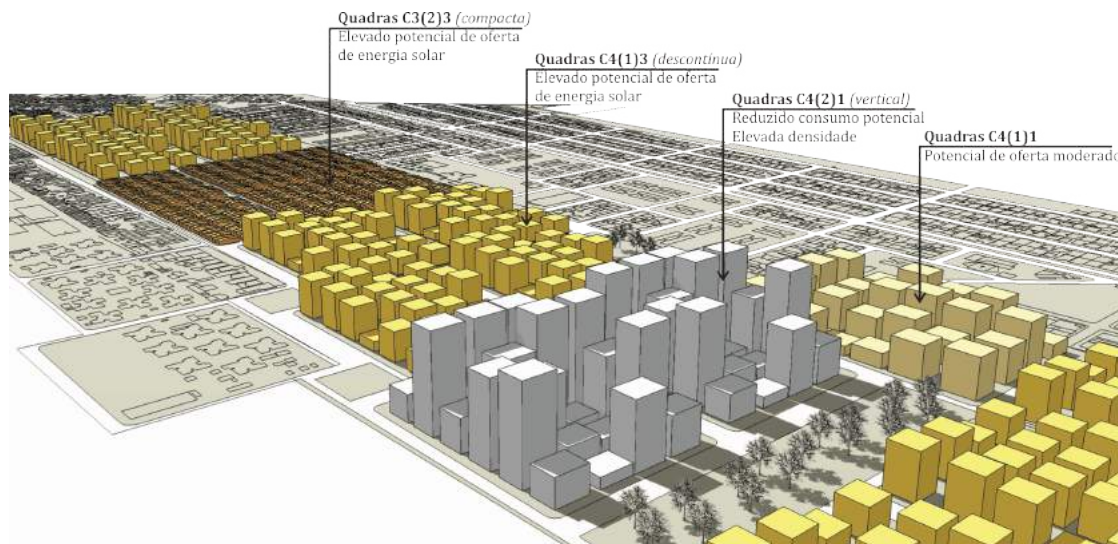 Quadras C3(2)3 (compacta)
Elevado potencial de oferta
de energia solar
Quadras C4(1)3 (descontínua)
Elevado potencial de oferta
de energia solar
Quadras C4(2)1 (vertical)
Reduzido consumo potencial
Elevada densidade
Quadras C4(1)1
Potencial de oferta moderado